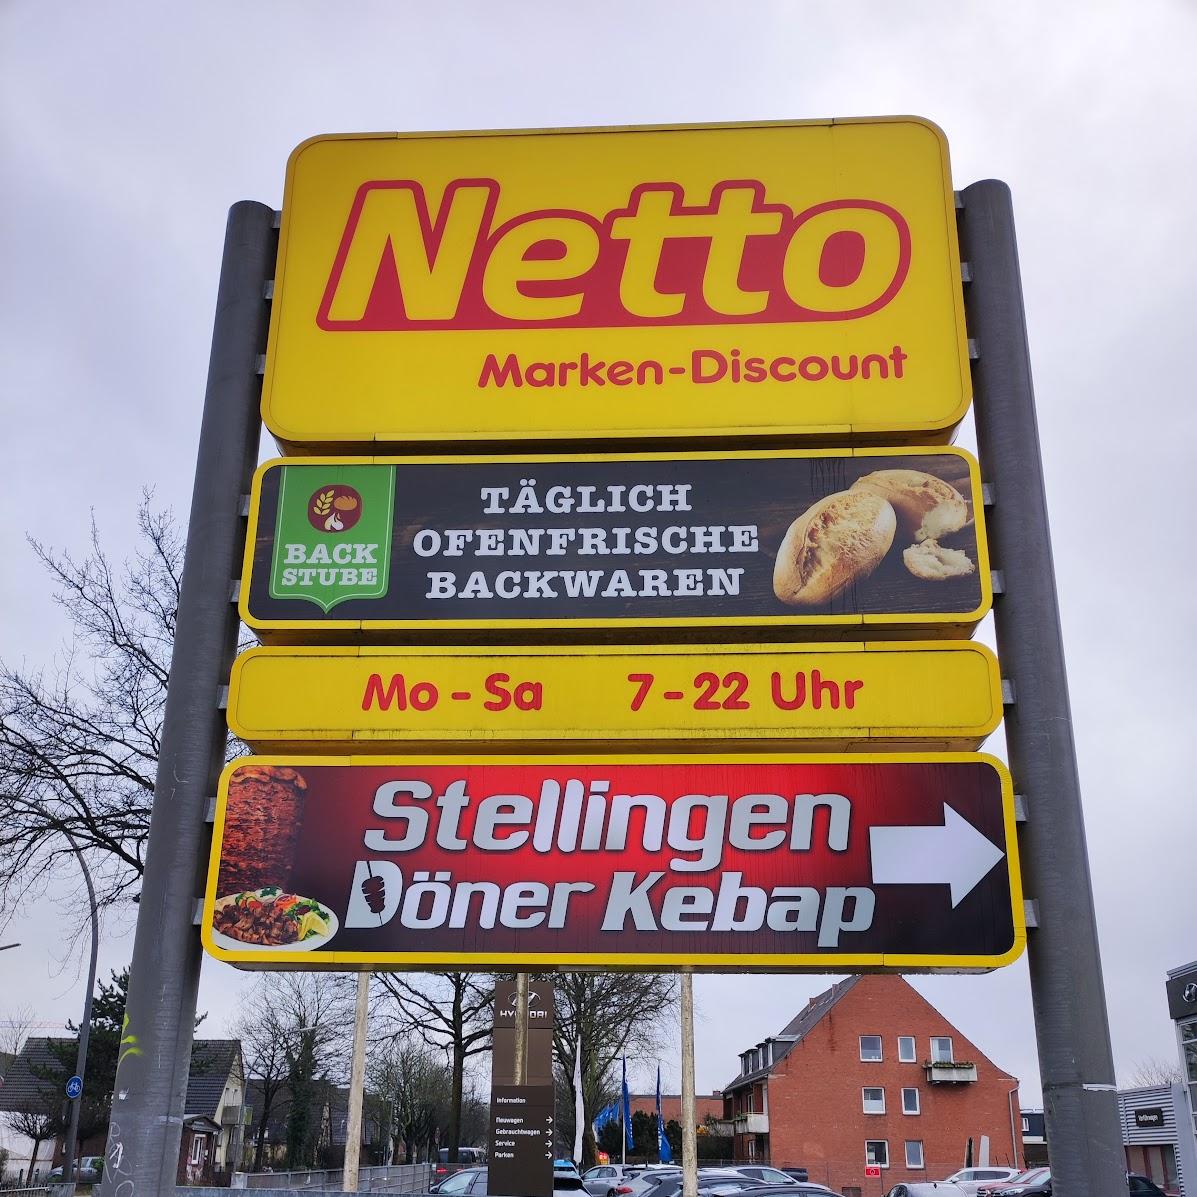 Netto
Marken-Discount
BACK
STUBE
TÄGLICH
OFENFRISCHE
BACKWAREN
Mo - Sa 7 - 22 Uhr
Stellingen
Döner Kebap
HYUNDAI
Information
Neuwagen
Gebrauchtwagen
Service
Parken